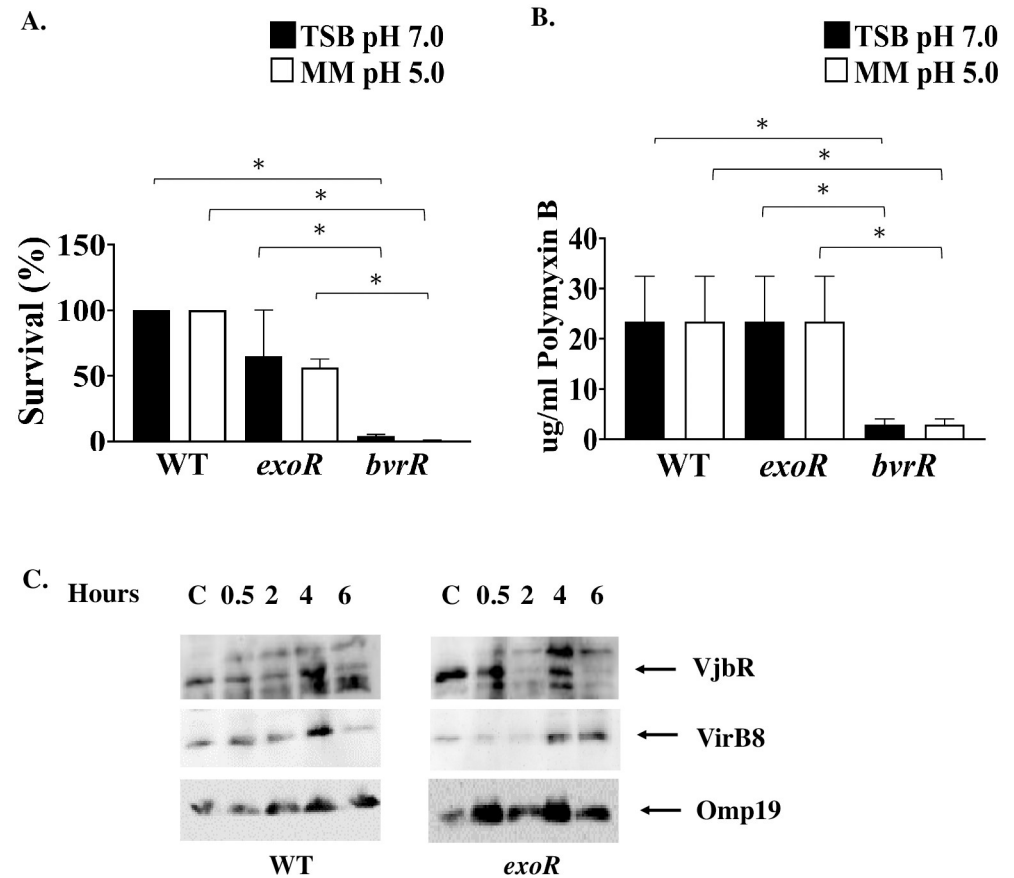 A.
TSB pH 7.0
MM pH 5.0
* 
*
*
*
Survival (%)
150
100
50
0
WT exoR bvrR
B.
TSB pH 7.0
MM pH 5.0
*
*
*
*
ug/ml Polymyxin B
40
30
20
10
0
WT exoR bvrR
C.
Hours C 0.5 2 4 6 C 0.5 2 4 6
VjbR
VirB8
Omp19
WT exoR